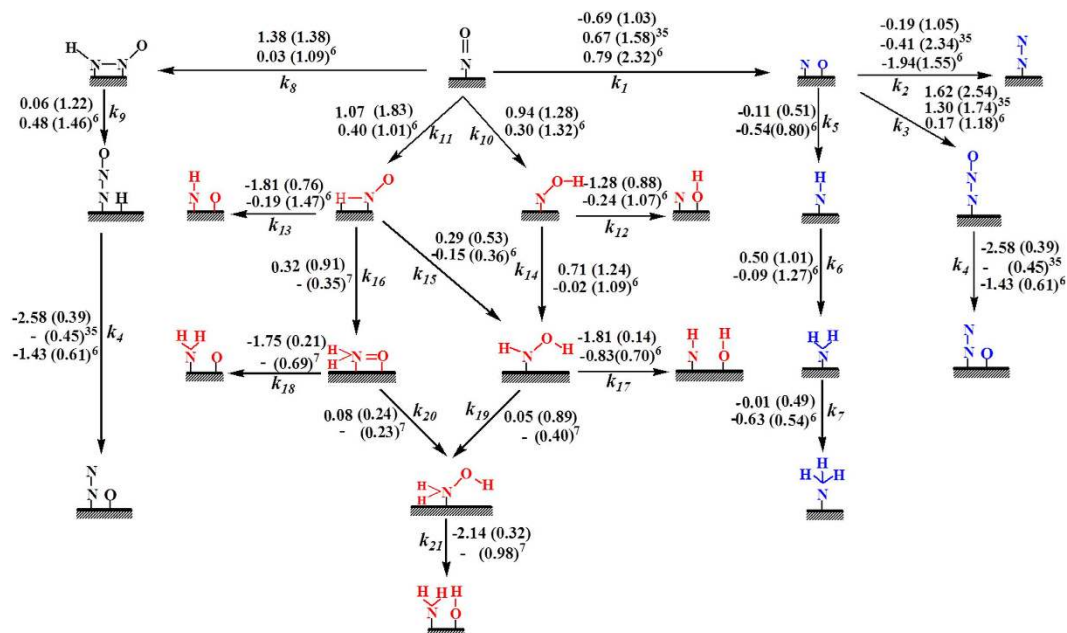 1.38 (1.38)
0.03 (1.09)⁶
k₈
-0.69 (1.03)
0.67 (1.58)³⁵
0.79 (2.32)⁶
k₁
-0.19 (1.05)
-0.41 (2.34)³⁵
-1.94(1.55)⁶
k₂
H
N
N
O
O
N
N O
N
N
0.06 (1.22)
0.48 (1.46)⁶
k₉
1.07 (1.83)
0.40 (1.01)⁶
k₁₁
0.94 (1.28)
0.30 (1.32)⁶
k₁₀
-0.11 (0.51)
-0.54(0.80)⁶
k₅
1.62 (2.54)
1.30 (1.74)³⁵
0.17 (1.18)⁶
k₃
O
N
N H
H
N O
-1.81 (0.76)
-0.19 (1.47)⁶
k₁₃
H
N
O
O
H
N
-1.28 (0.88)
-0.24 (1.07)⁶
k₁₂
H
N O
H
N
O
N
N
0.32 (0.91)
- (0.35)⁷
k₁₆
0.29 (0.53)
-0.15 (0.36)⁶
k₁₅
0.71 (1.24)
-0.02 (1.09)⁶
k₁₄
0.50 (1.01)
-0.09 (1.27)⁶
k₆
-2.58 (0.39)
- (0.45)³⁵
-1.43 (0.61)⁶
k₄
-2.58 (0.39)
- (0.45)³⁵
-1.43 (0.61)⁶
k₄
H H
N O
-1.75 (0.21)
- (0.69)⁷
k₁₈
H
H
N O
H
N
O
H
-1.81 (0.14)
-0.83(0.70)⁶
k₁₇
H H
N O
H H
N
N
N O
0.08 (0.24)
- (0.23)⁷
k₂₀
0.05 (0.89)
- (0.40)⁷
k₁₉
-0.01 (0.49)
-0.63 (0.54)⁶
k₇
N
N O
H
H
N
O
H
H
H H
N
-2.14 (0.32)
- (0.98)⁷
k₂₁
H H H
N O